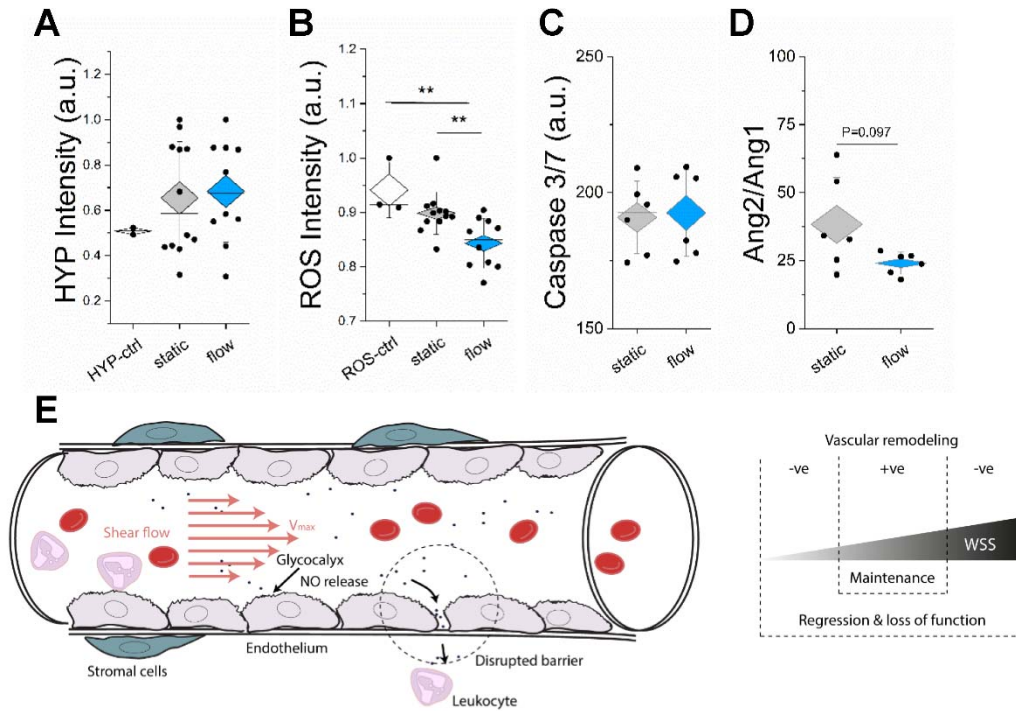 A
HYP Intensity (a.u.)
1.2
1.0
0.8
0.6
0.4
0.2
HYP-ctrl
static
flow
B
ROS Intensity (a.u.)
1.2
1.1
1.0
0.9
0.8
0.7
**
**
ROS-ctrl
static
flow
C
Caspase 3/7 (a.u.)
250
200
150
static
flow
D
Ang2/Ang1
100
75
50
25
0
P=0.097
static
flow
E
Shear flow
Vmax
Glycocalyx
NO release
Endothelium
Stromal cells
Disrupted barrier
Leukocyte
Vascular remodeling
-ve +ve -ve
WSS
Maintenance
Regression & loss of function